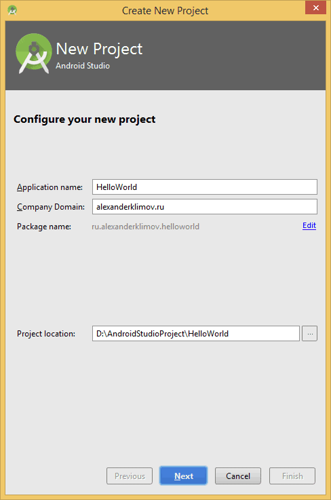 Create New Project
New Project
Android Studio
Configure your new project
Application name: HelloWorld
Company Domain: alexanderklimov.ru
Package name: ru.alexanderklimov.helloworld Edit
Project location: D:\AndroidStudioProject\HelloWorld ...
Previous Next Cancel Finish